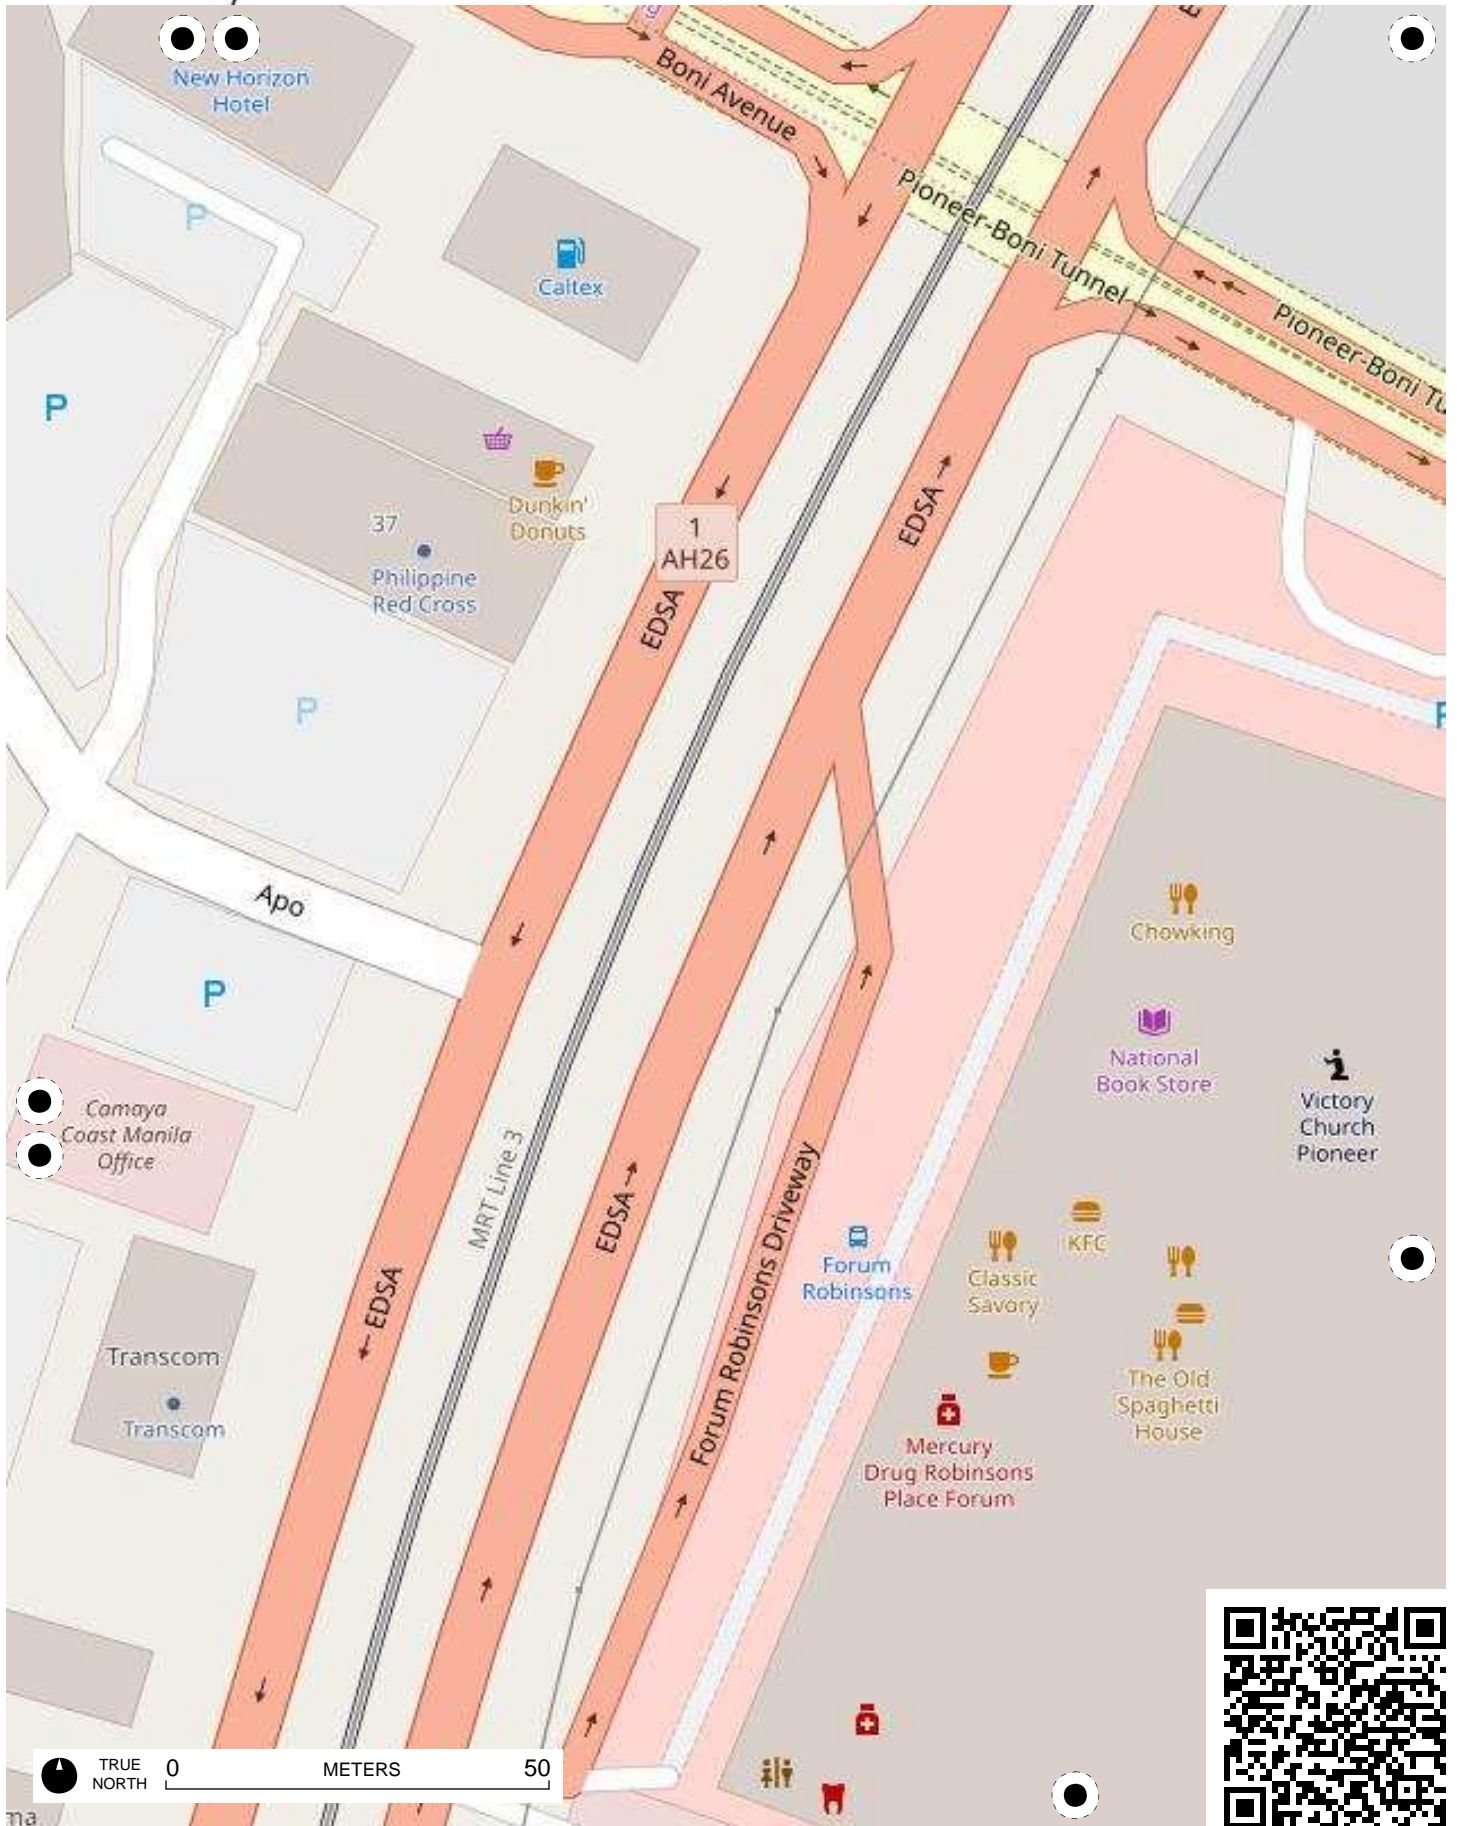 New Horizon
Hotel
Boni Avenue
Pioneer-Boni Tunnel
Pioneer-Boni Tu
P
Caltex
P
Dunkin'
Donuts
37
Philippine
Red Cross
1
AH26
EDSA
EDSA
P
P
Apo
P
Chowking
National
Book Store
Victory
Church
Pioneer
Camaya
Coast Manila
Office
MRT Line 3
EDSA
EDSA
Forum Robinsons Driveway
Forum
Robinsons
KFC
Classic
Savory
The Old
Spaghetti
House
Transcom
Transcom
Mercury
Drug Robinsons
Place Forum
TRUE
NORTH
0
METERS
50
ma